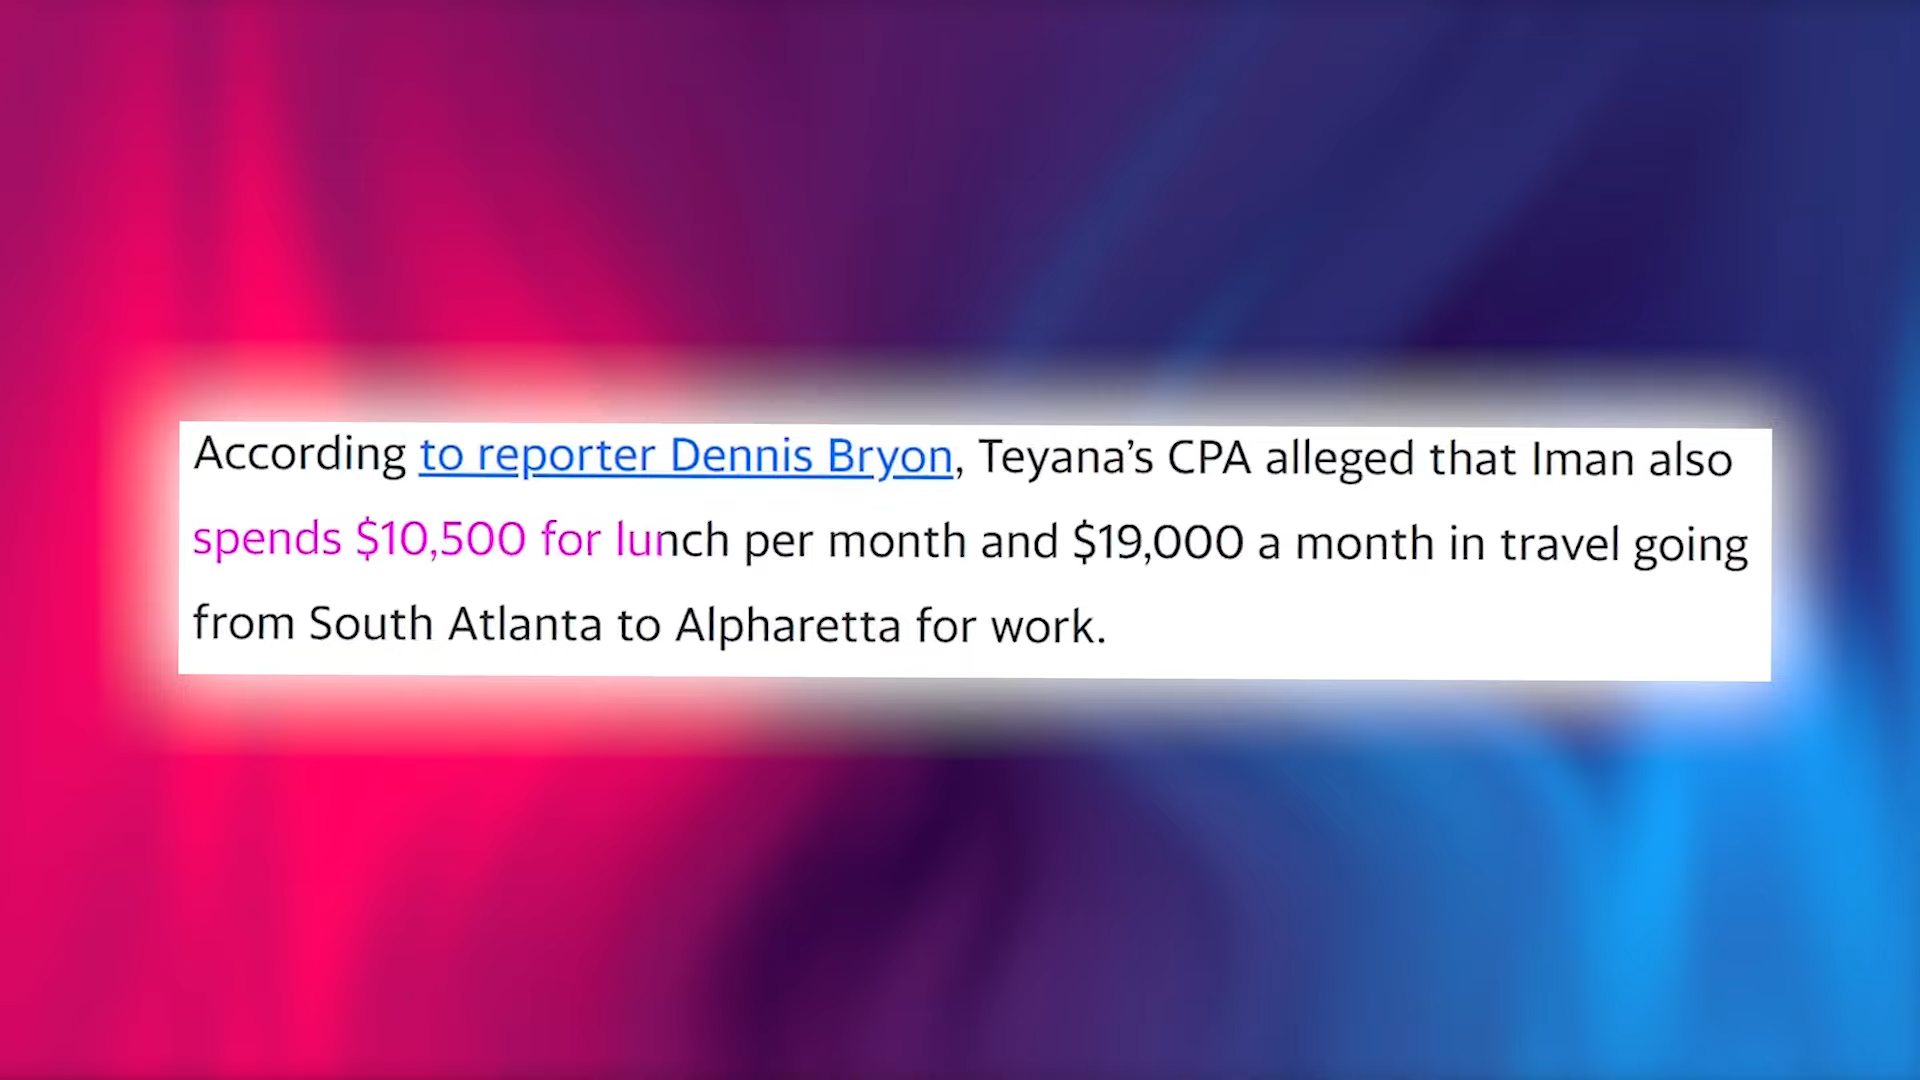 According to reporter Dennis Bryon, Teyana’s CPA alleged that Iman also
spends $10,500 for lunch per month and $19,000 a month in travel going
from South Atlanta to Alpharetta for work.